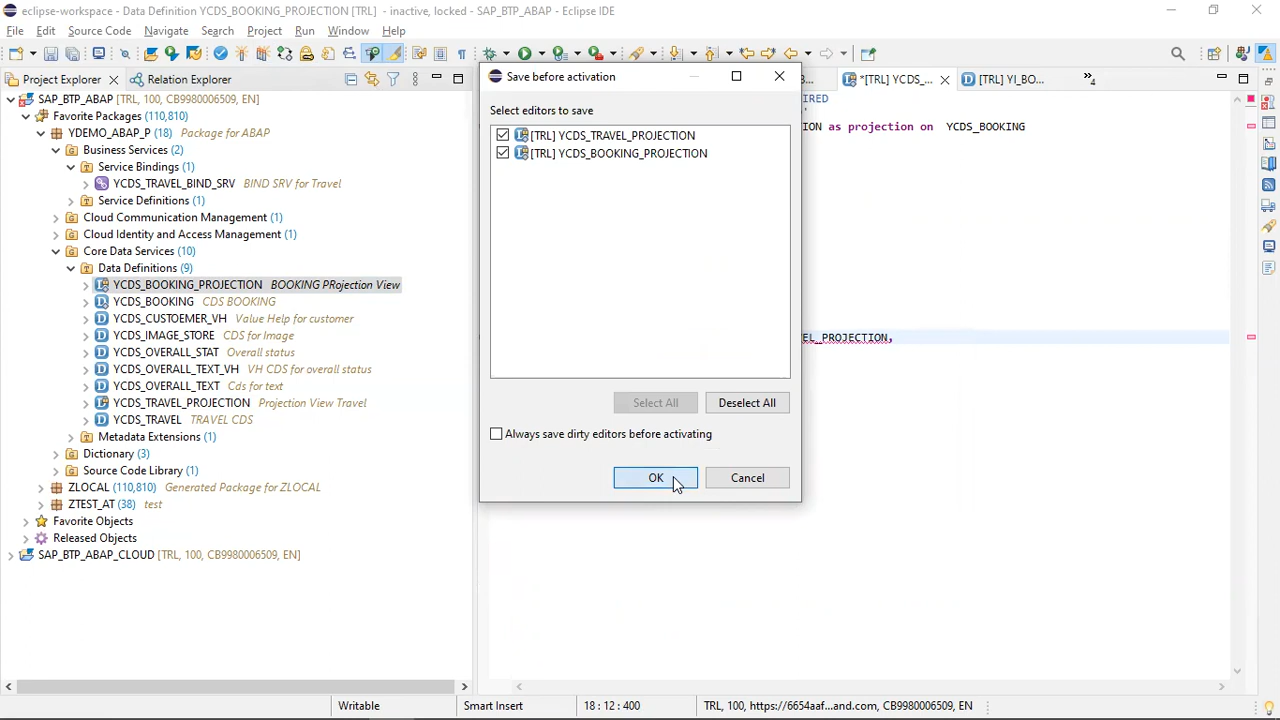 eclipse-workspace - Data Definition YCDS_BOOKING_PROJECTION [TRL] - inactive, locked - SAP_BTP_ABAP - Eclipse IDE
File Edit Source Code Navigate Search Project Run Window Help
Project Explorer Relation Explorer
*[TRL] YCDS_... [TRL] YI_BO... 4
SAP_BTP_ABAP [TRL, 100, CB9980006509, EN]
Favorite Packages (110,810)
YDEMO_ABAP_P (18) Package for ABAP
Business Services (2)
Service Bindings (1)
YCDS_TRAVEL_BIND_SRV BIND SRV for Travel
Service Definitions (1)
Cloud Communication Management (1)
Cloud Identity and Access Management (1)
Core Data Services (10)
Data Definitions (9)
YCDS_BOOKING_PROJECTION BOOKING PRojection View
YCDS_BOOKING CDS BOOKING
YCDS_CUSTOEMER_VH Value Help for customer
YCDS_IMAGE_STORE CDS for Image
YCDS_OVERALL_STAT Overall status
YCDS_OVERALL_TEXT_VH VH CDS for overall status
YCDS_OVERALL_TEXT Cds for text
YCDS_TRAVEL_PROJECTION Projection View Travel
YCDS_TRAVEL TRAVEL CDS
Metadata Extensions (1)
Dictionary (3)
Source Code Library (1)
ZLOCAL (110,810) Generated Package for ZLOCAL
ZTEST_AT (38) test
Favorite Objects
Released Objects
SAP_BTP_ABAP_CLOUD [TRL, 100, CB9980006509, EN]
Save before activation
Select editors to save
[TRL] YCDS_TRAVEL_PROJECTION
[TRL] YCDS_BOOKING_PROJECTION
Select All Deselect All
Always save dirty editors before activating
OK Cancel
IRED
'
ION as projection on YCDS_BOOKING
EL_PROJECTION,
Writable Smart Insert 18 : 12 : 400 TRL, 100, https://6654aaf...and.com, CB9980006509, EN